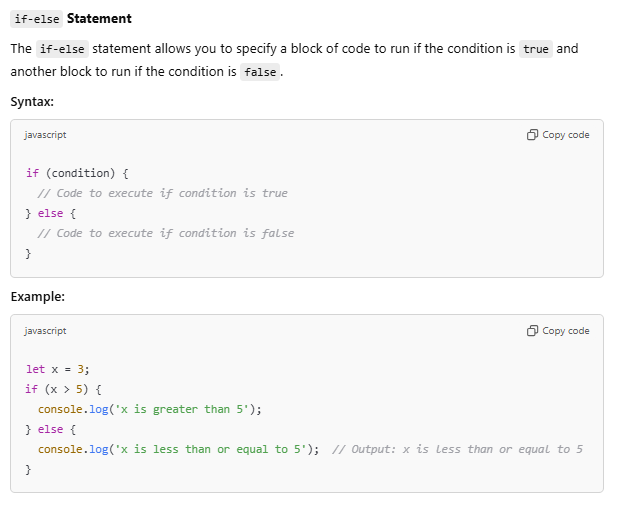 if-else Statement
The if-else statement allows you to specify a block of code to run if the condition is true and
another block to run if the condition is false.
Syntax:
javascript Copy code
if (condition) {
  // Code to execute if condition is true
} else {
  // Code to execute if condition is false
}
Example:
javascript Copy code
let x = 3;
if (x > 5) {
  console.log('x is greater than 5');
} else {
  console.log('x is less than or equal to 5');  // Output: x is less than or equal to 5
}